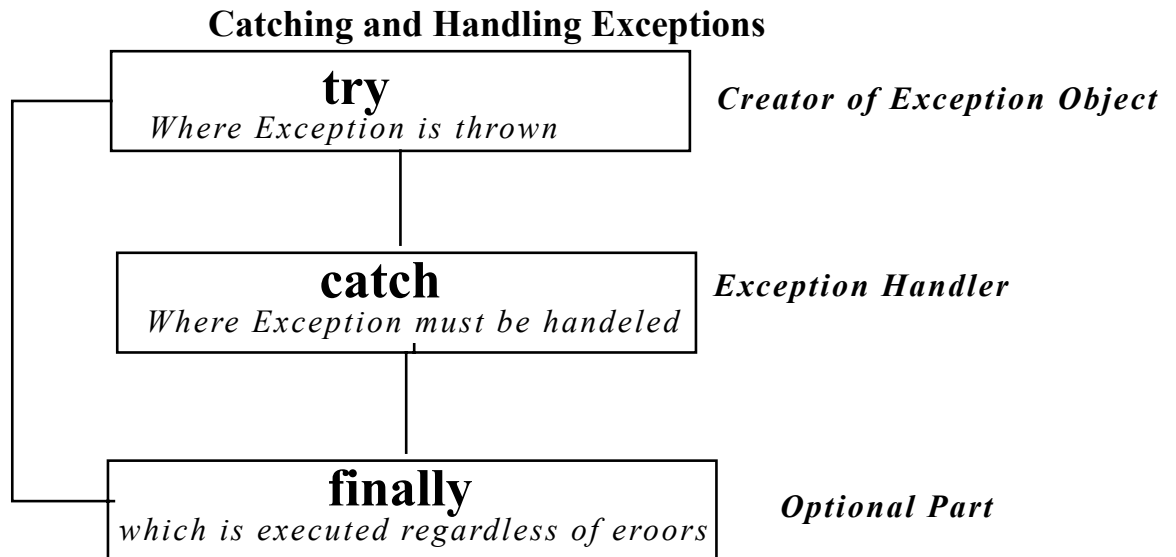 Catching and Handling Exceptions
try
Where Exception is thrown
Creator of Exception Object
catch
Where Exception must be handeled
Exception Handler
finally
which is executed regardless of eroors
Optional Part